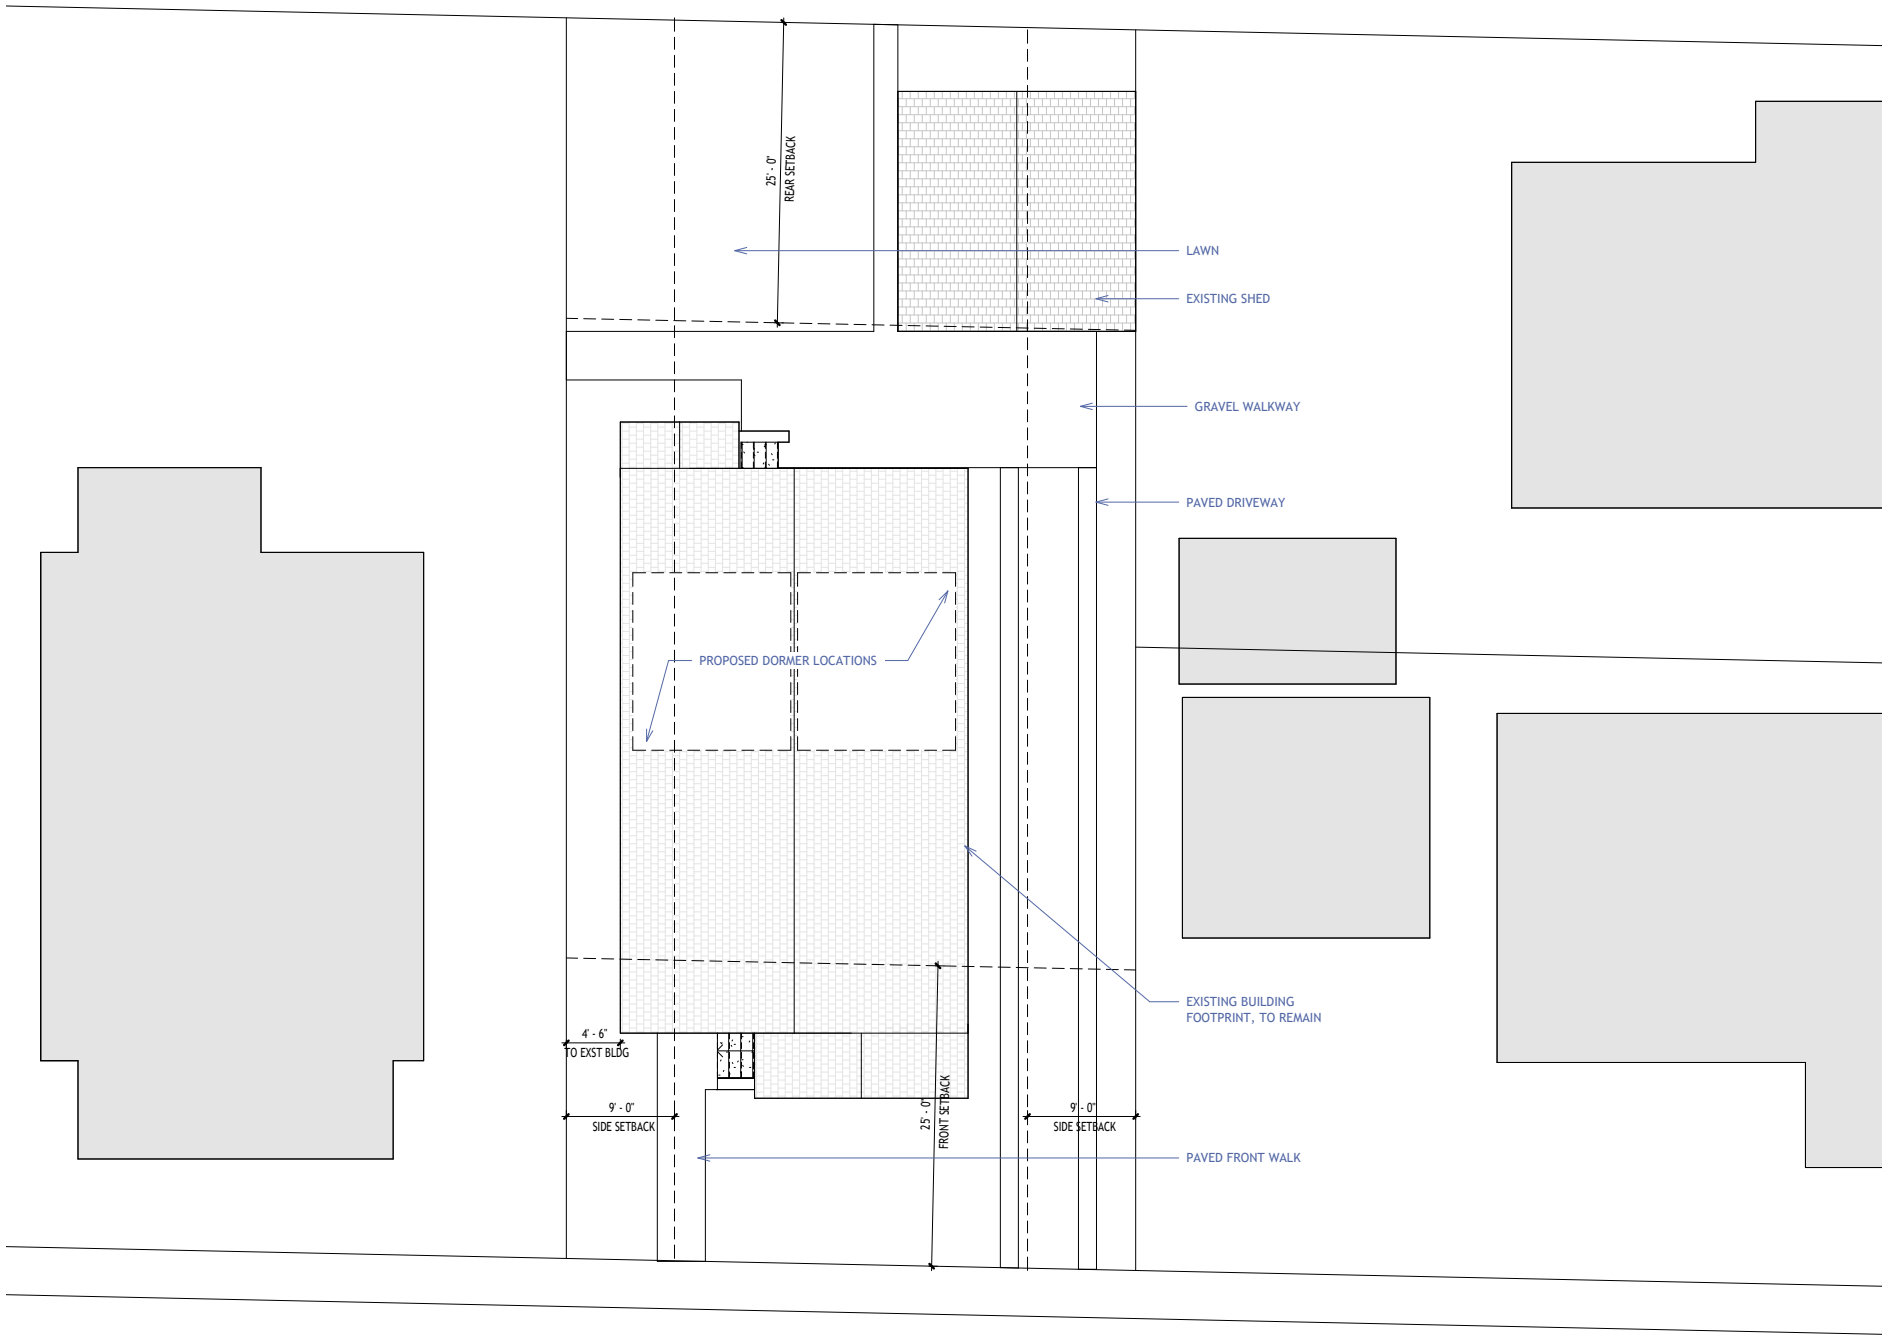 25' - 0"
REAR SETBACK
LAWN
EXISTING SHED
GRAVEL WALKWAY
PAVED DRIVEWAY
PROPOSED DORMER LOCATIONS
EXISTING BUILDING
FOOTPRINT, TO REMAIN
4' - 6"
TO EXST BLDG
9' - 0"
SIDE SETBACK
25' - 0"
FRONT SETBACK
9' - 0"
SIDE SETBACK
PAVED FRONT WALK